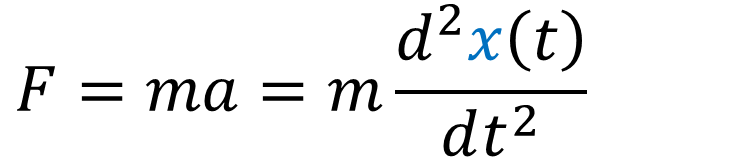 F = ma = m d²x(t)/dt²